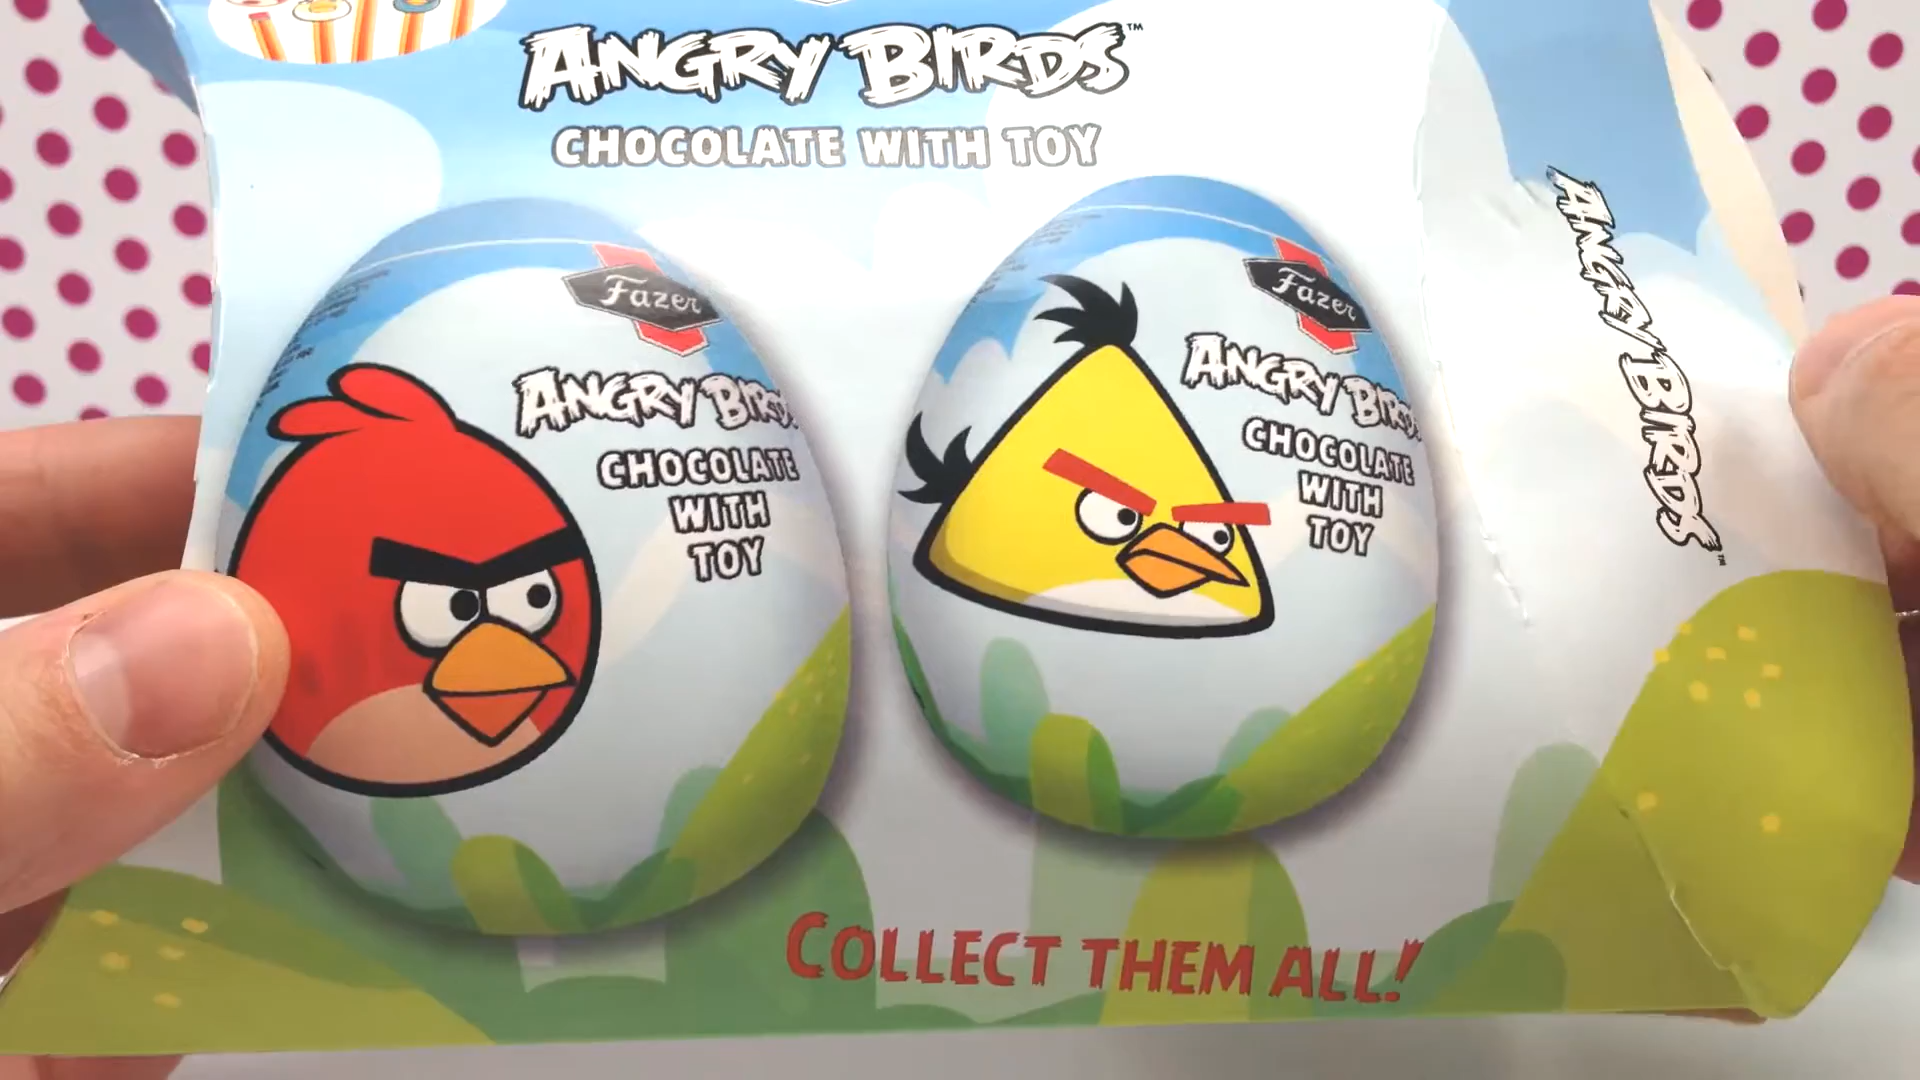 ANGRY BIRDS™
CHOCOLATE WITH TOY
Fazer
ANGRY BIRDS
CHOCOLATE
WITH
TOY
Fazer
ANGRY BIRDS
CHOCOLATE
WITH
TOY
ANGRY BIRDS™
COLLECT THEM ALL!